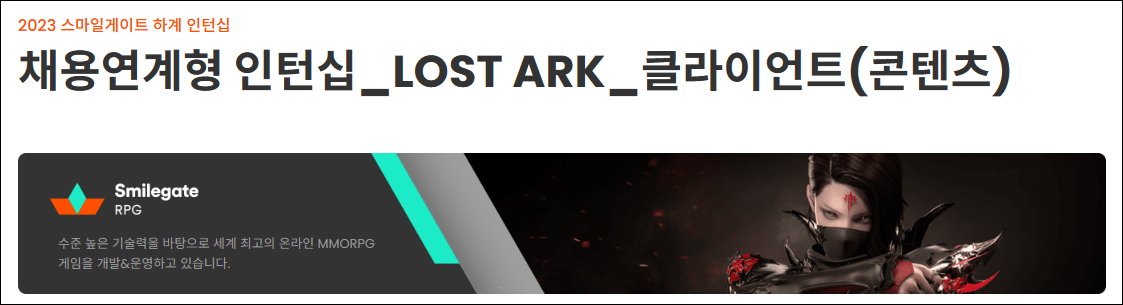 2023 스마일게이트 하계 인턴십
채용연계형 인턴십_LOST ARK_클라이언트(콘텐츠)
Smilegate
RPG
수준 높은 기술력을 바탕으로 세계 최고의 온라인 MMORPG
게임을 개발&운영하고 있습니다.